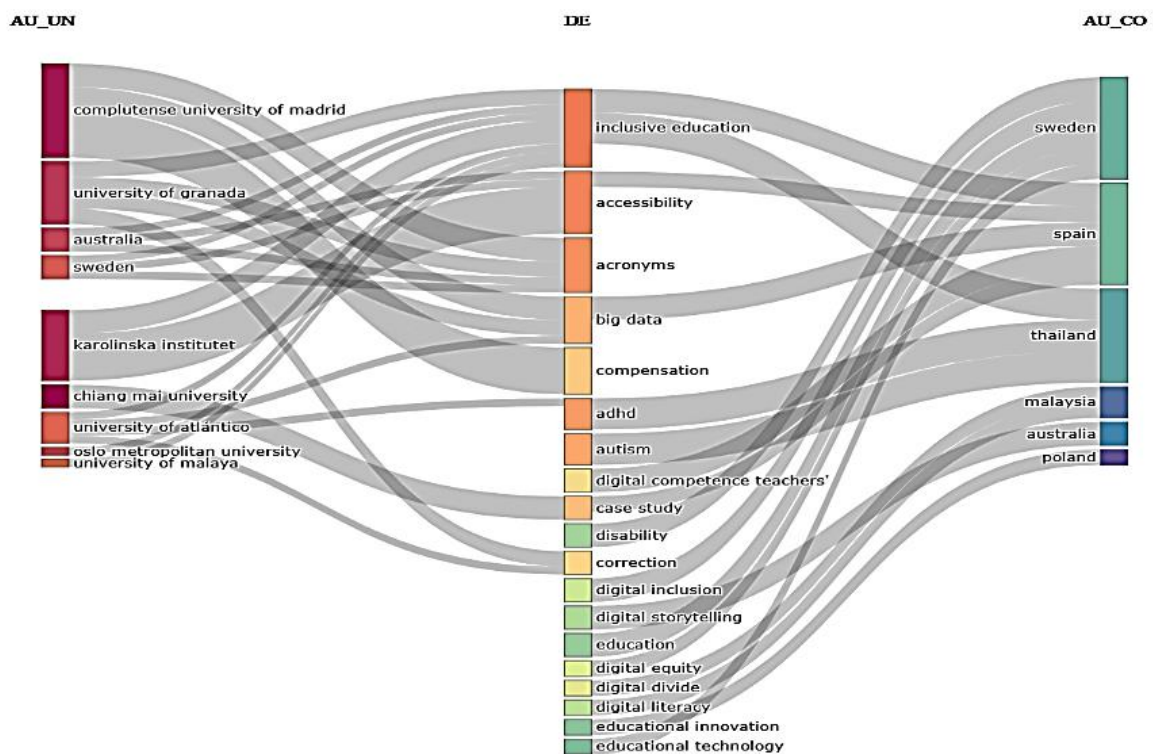 AU_UN
DE
AU_CO
complutense university of madrid
university of granada
australia
sweden
karolinska institutet
chiang mai university
university of atlántico
oslo metropolitan university
university of malaya
inclusive education
accessibility
acronyms
big data
compensation
adhd
autism
digital competence teachers'
case study
disability
correction
digital inclusion
digital storytelling
education
digital equity
digital divide
digital literacy
educational innovation
educational technology
sweden
spain
thailand
malaysia
australia
poland